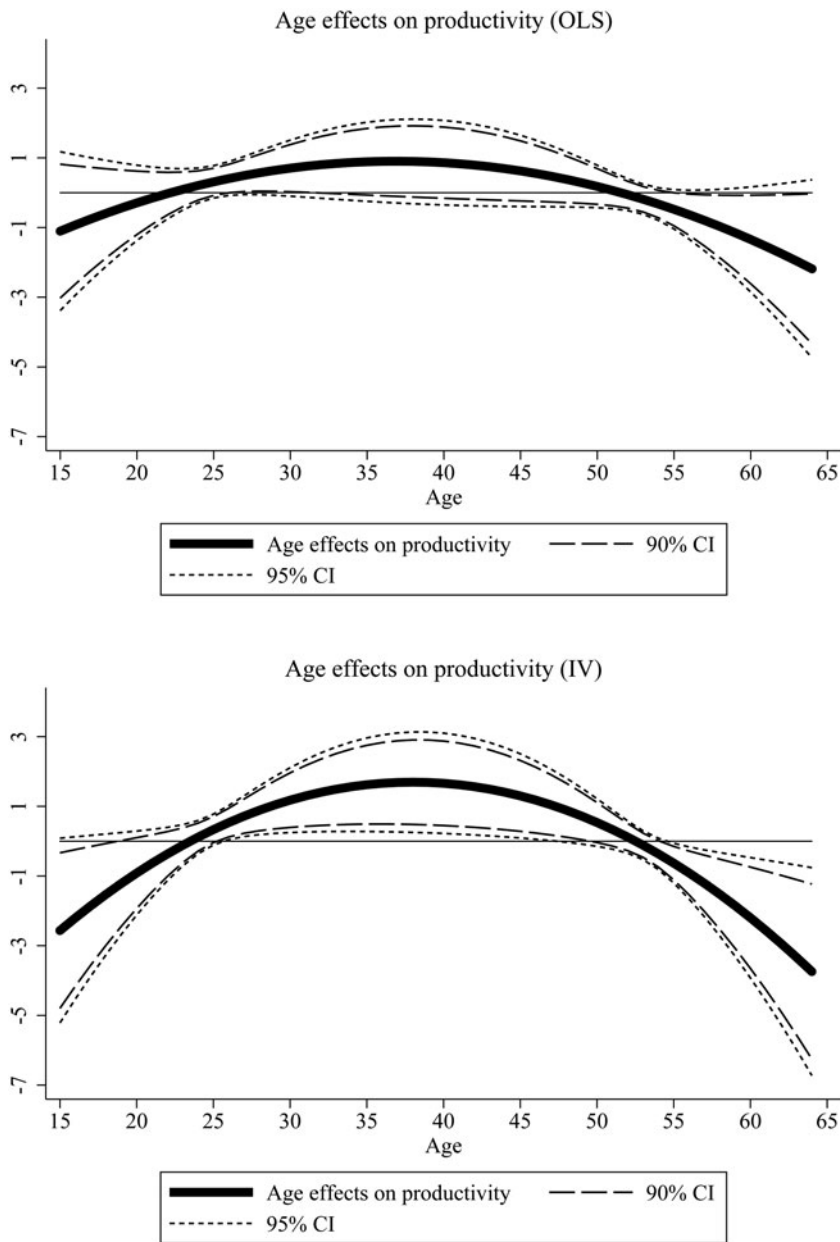 Age effects on productivity (OLS)
3
1
-1
-3
-5
-7
15 20 25 30 35 40 45 50 55 60 65
Age
Age effects on productivity 90% CI
95% CI
Age effects on productivity (IV)
3
1
-1
-3
-5
-7
15 20 25 30 35 40 45 50 55 60 65
Age
Age effects on productivity 90% CI
95% CI